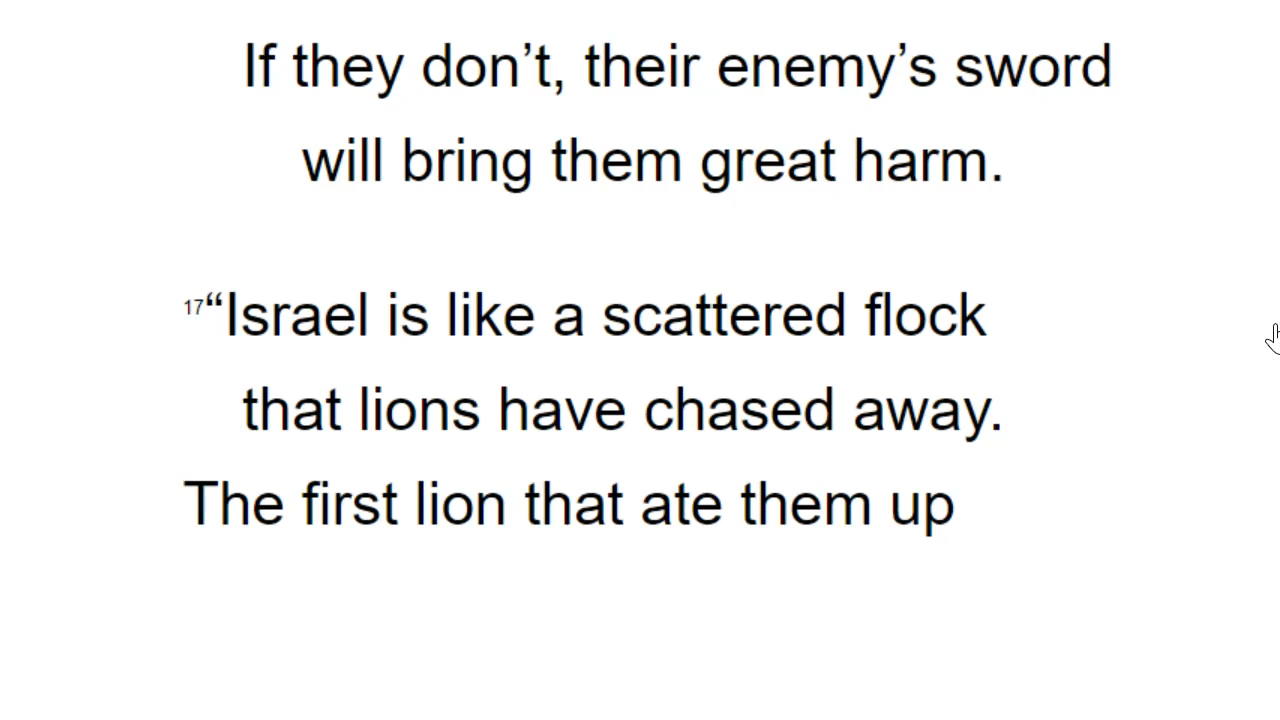 If they don’t, their enemy’s sword
will bring them great harm.
17“Israel is like a scattered flock
that lions have chased away.
The first lion that ate them up